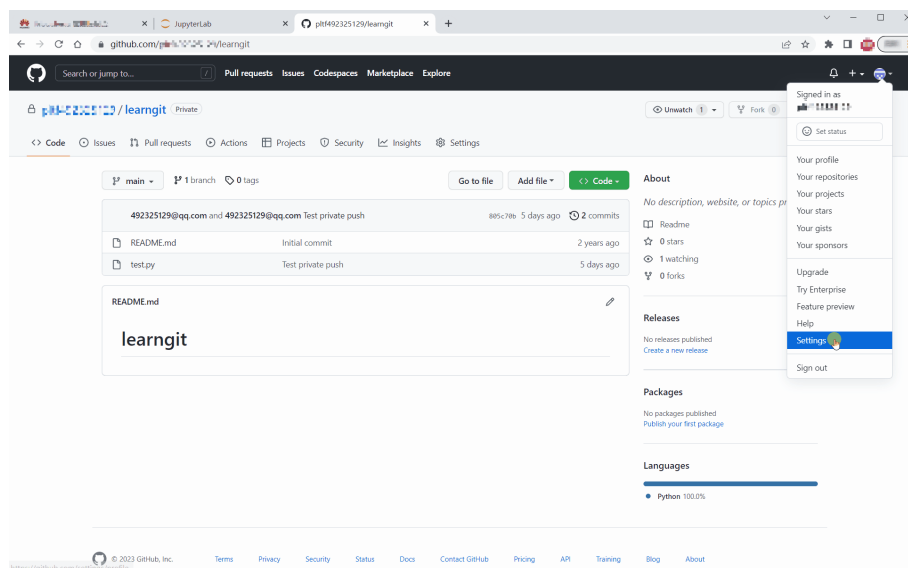 JupyterLab
pltf492325129/learngit
github.com/
/learngit
Search or jump to...
/
Pull requests Issues Codespaces Marketplace Explore
Signed in as
/ learngit Private
Unwatch 1
Fork 0
Set status
Code Issues Pull requests Actions Projects Security Insights Settings
Your profile
Your repositories
Your projects
Your stars
Your gists
Your sponsors
Upgrade
Try Enterprise
Feature preview
Help
Settings
Sign out
main 1 branch 0 tags
Go to file Add file Code
492325129@qq.com and 492325129@qq.com Test private push 805c70b 5 days ago 2 commits
README.md Initial commit 2 years ago
test.py Test private push 5 days ago
README.md
learngit
About
No description, website, or topics
Readme
0 stars
1 watching
0 forks
Releases
No releases published
Create a new release
Packages
No packages published
Publish your first package
Languages
Python 100.0%
© 2023 GitHub, Inc. Terms Privacy Security Status Docs Contact GitHub Pricing API Training Blog About